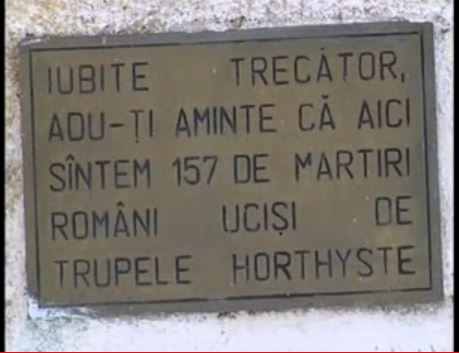 IUBITE TRECĂTOR,
ADU-ȚI AMINTE CĂ AICI
SÎNTEM 157 DE MARTIRI
ROMÂNI UCIȘI DE
TRUPELE HORTHYSTE